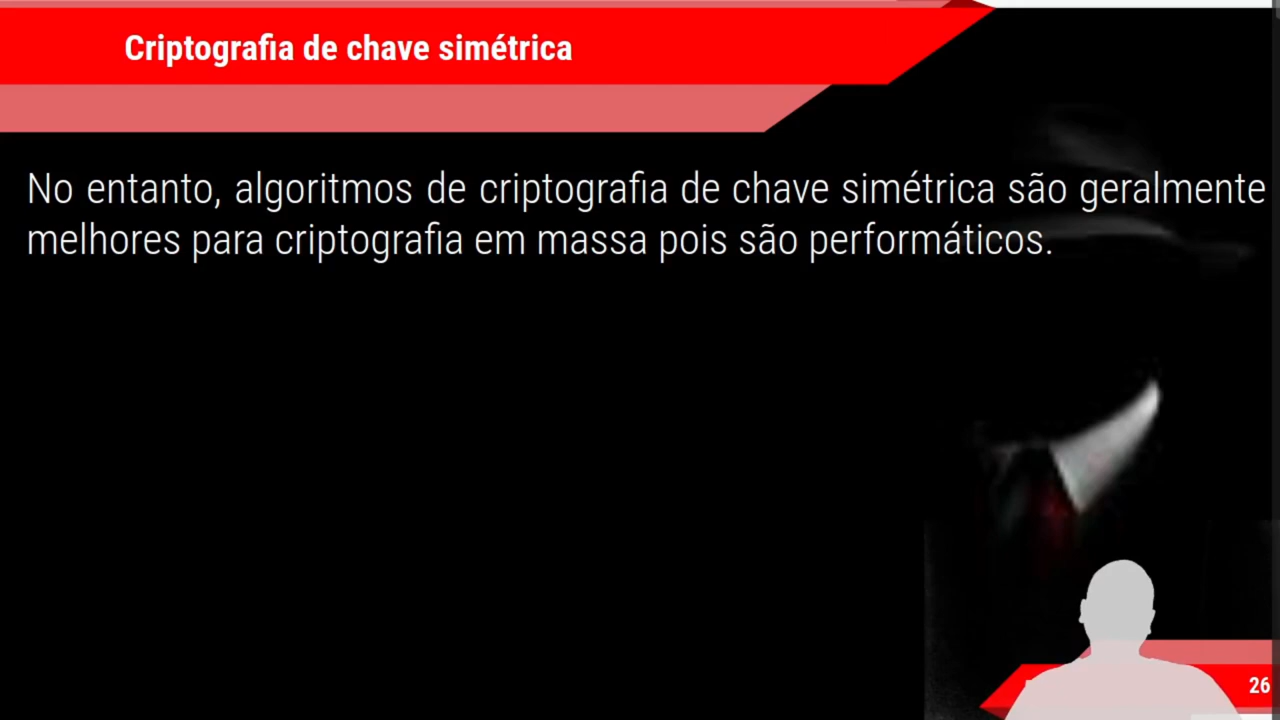 Criptografia de chave simétrica
No entanto, algoritmos de criptografia de chave simétrica são geralmente
melhores para criptografia em massa pois são performáticos.
26